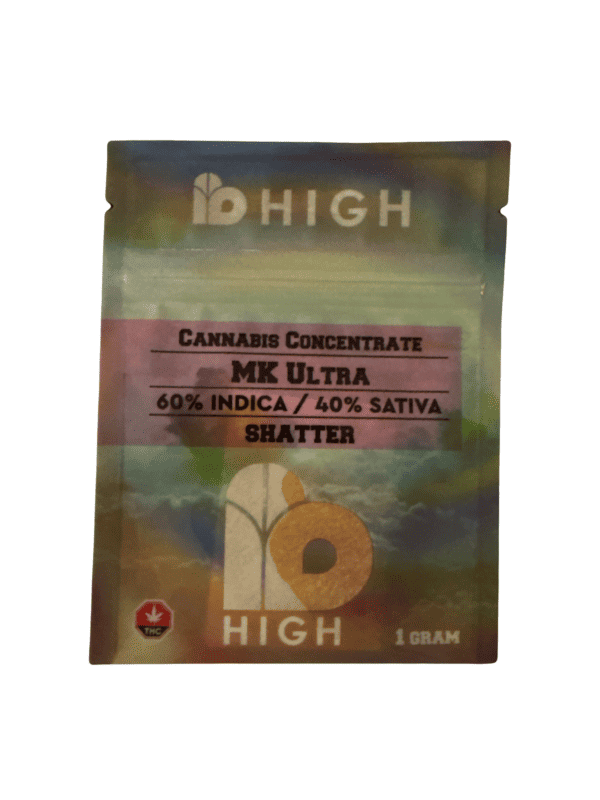 HIGH
CANNABIS CONCENTRATE
MK ULTRA
60% INDICA / 40% SATIVA
SHATTER
HIGH
1 GRAM
THC